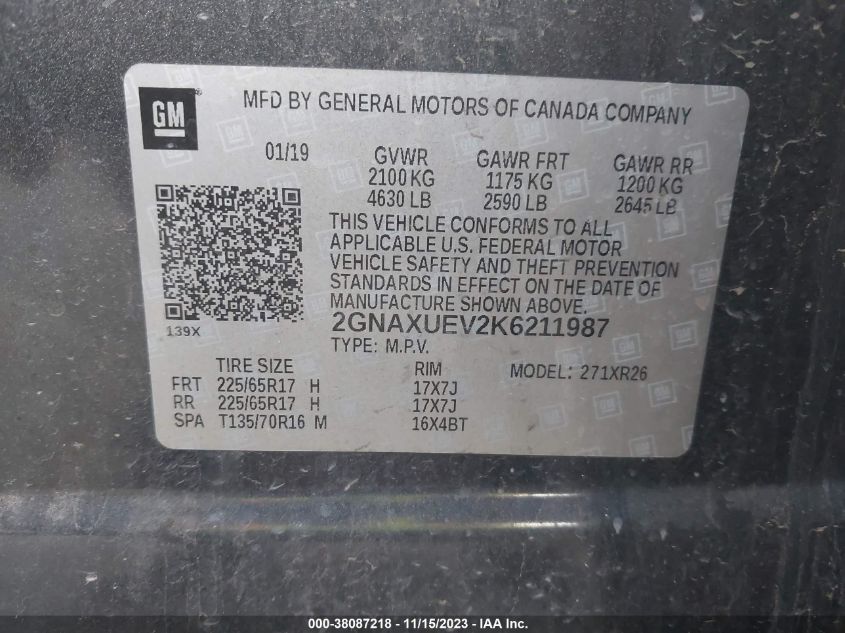 GM
MFD BY GENERAL MOTORS OF CANADA COMPANY
01/19 GVWR GAWR FRT GAWR RR
2100 KG 1175 KG 1200 KG
4630 LB 2590 LB 2645 LB
THIS VEHICLE CONFORMS TO ALL
APPLICABLE U.S. FEDERAL MOTOR
VEHICLE SAFETY AND THEFT PREVENTION
STANDARDS IN EFFECT ON THE DATE OF
MANUFACTURE SHOWN ABOVE.
139X 2GNAXUEV2K6211987
TYPE: M.P.V.
TIRE SIZE RIM MODEL: 271XR26
FRT 225/65R17 H 17X7J
RR 225/65R17 H 17X7J
SPA T135/70R16 M 16X4BT
000-38087218 - 11/15/2023 - IAA Inc.